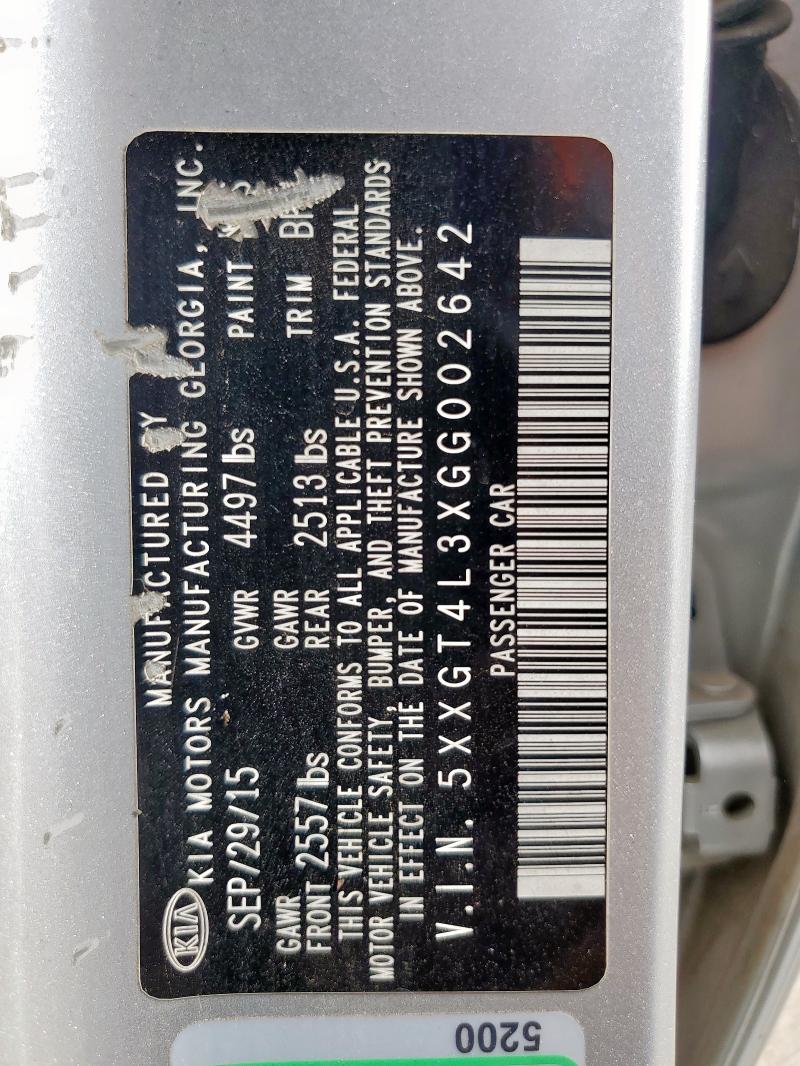 MANUFACTURED BY
KIA KIA MOTORS MANUFACTURING GEORGIA, INC.
SEP/29/15 GVWR 4497 lbs PAINT
GAWR FRONT 2557 lbs GAWR REAR 2513 lbs TRIM
THIS VEHICLE CONFORMS TO ALL APPLICABLE U.S.A. FEDERAL
MOTOR VEHICLE SAFETY, BUMPER, AND THEFT PREVENTION STANDARDS
IN EFFECT ON THE DATE OF MANUFACTURE SHOWN ABOVE.
V.I.N. 5XXGT4L3XGG002642
PASSENGER CAR
5200